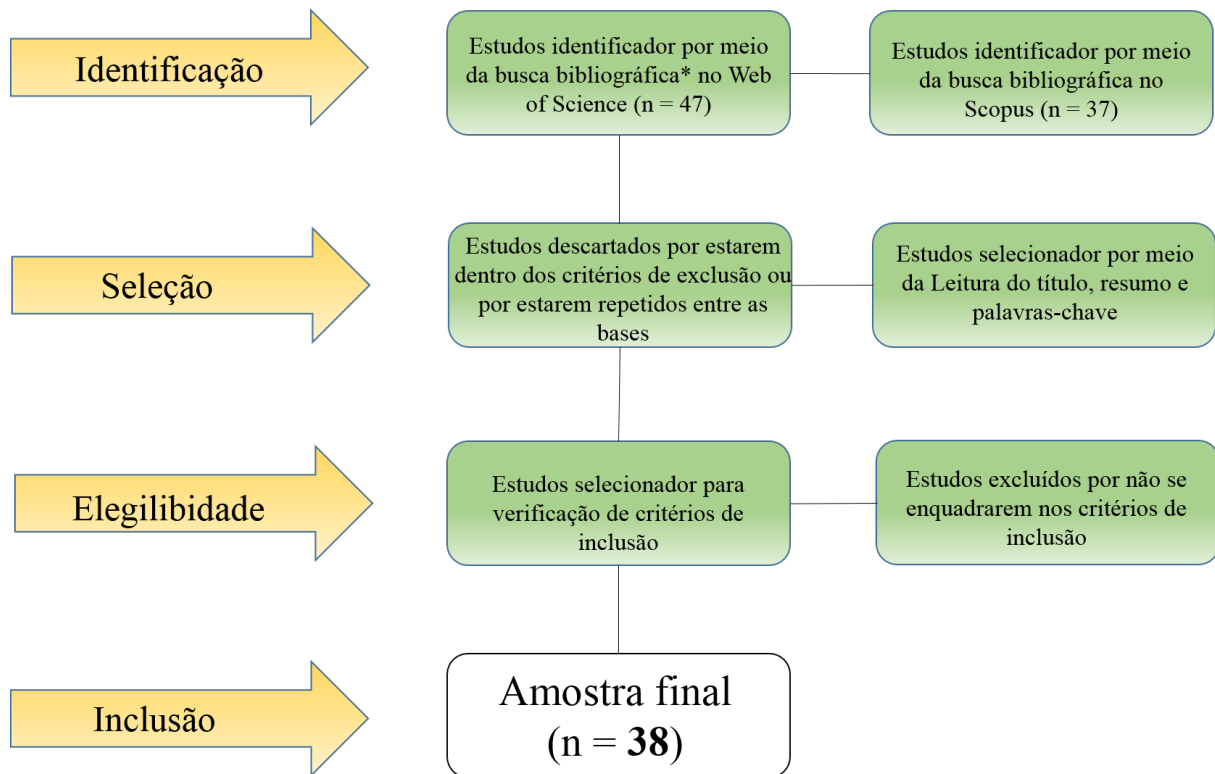 Identificação
Estudos identificador por meio
da busca bibliográfica* no Web
of Science (n = 47)
Estudos identificador por meio
da busca bibliográfica no
Scopus (n = 37)
Seleção
Estudos descartados por estarem
dentro dos critérios de exclusão ou
por estarem repetidos entre as
bases
Estudos selecionador por meio
da Leitura do título, resumo e
palavras-chave
Elegilibidade
Estudos selecionador para
verificação de critérios de
inclusão
Estudos excluídos por não se
enquadrarem nos critérios de
inclusão
Inclusão
Amostra final
(n = 38)